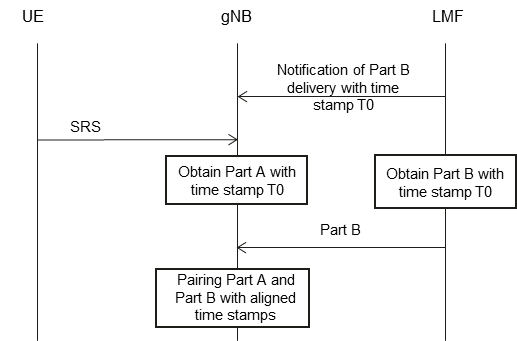 UE
gNB
LMF
Notification of Part B
delivery with time
stamp T0
SRS
Obtain Part A with
time stamp T0
Obtain Part B with
time stamp T0
Part B
Pairing Part A and
Part B with aligned
time stamps